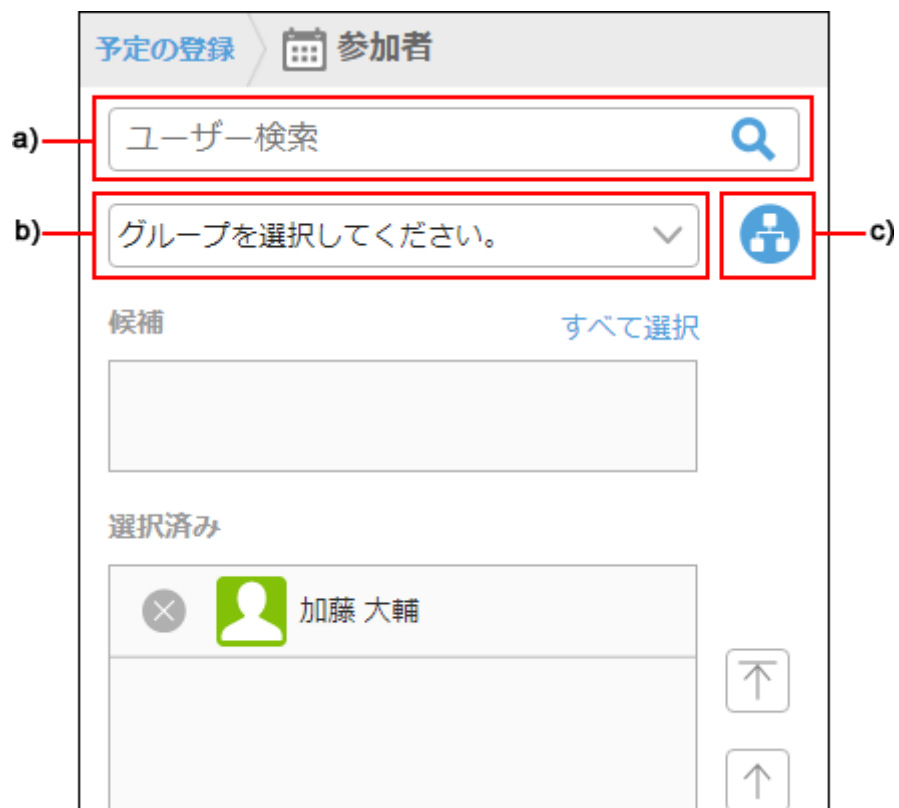 予定の登録 参加者
a) ユーザー検索
b) グループを選択してください。 c)
候補 すべて選択
選択済み
加藤 大輔